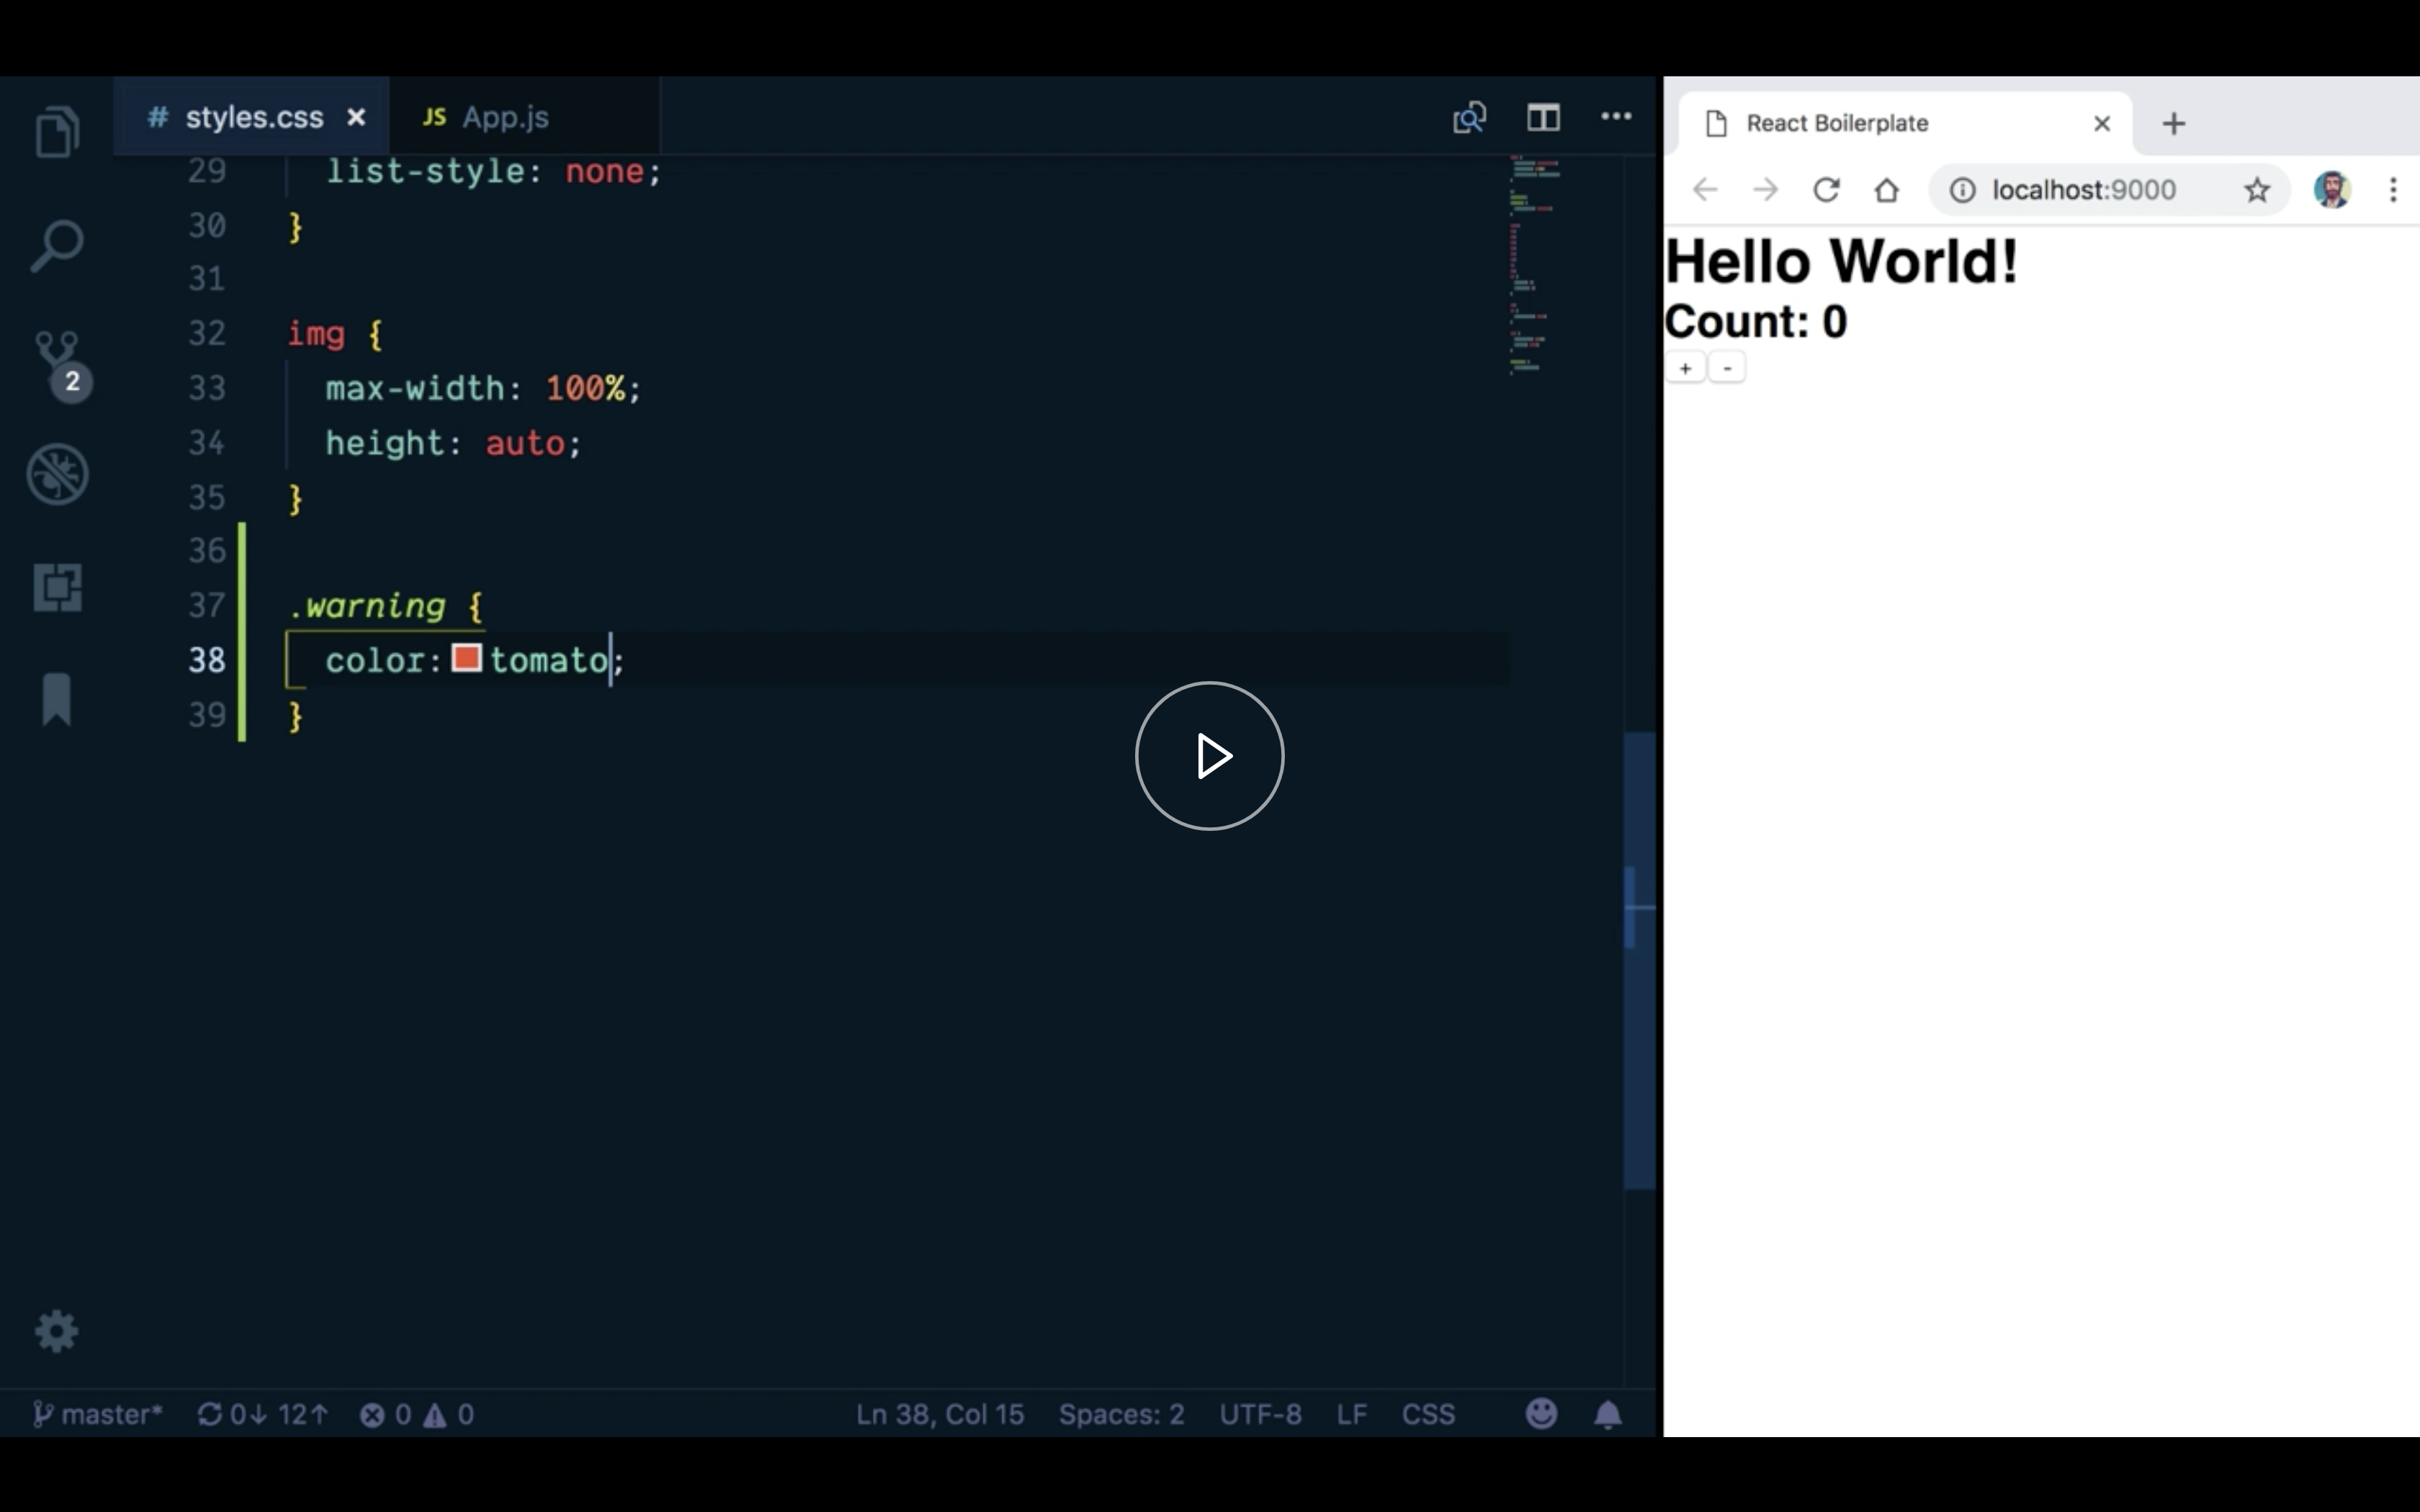 # styles.css × JS App.js
29 list-style: none;
30 }
31
32 img {
33 max-width: 100%;
34 height: auto;
35 }
36
37 .warning {
38 color: tomato;
39 }
2
master* 0↓ 12↑ 0 0 Ln 38, Col 15 Spaces: 2 UTF-8 LF CSS
React Boilerplate
localhost:9000
Hello World!
Count: 0
+ -